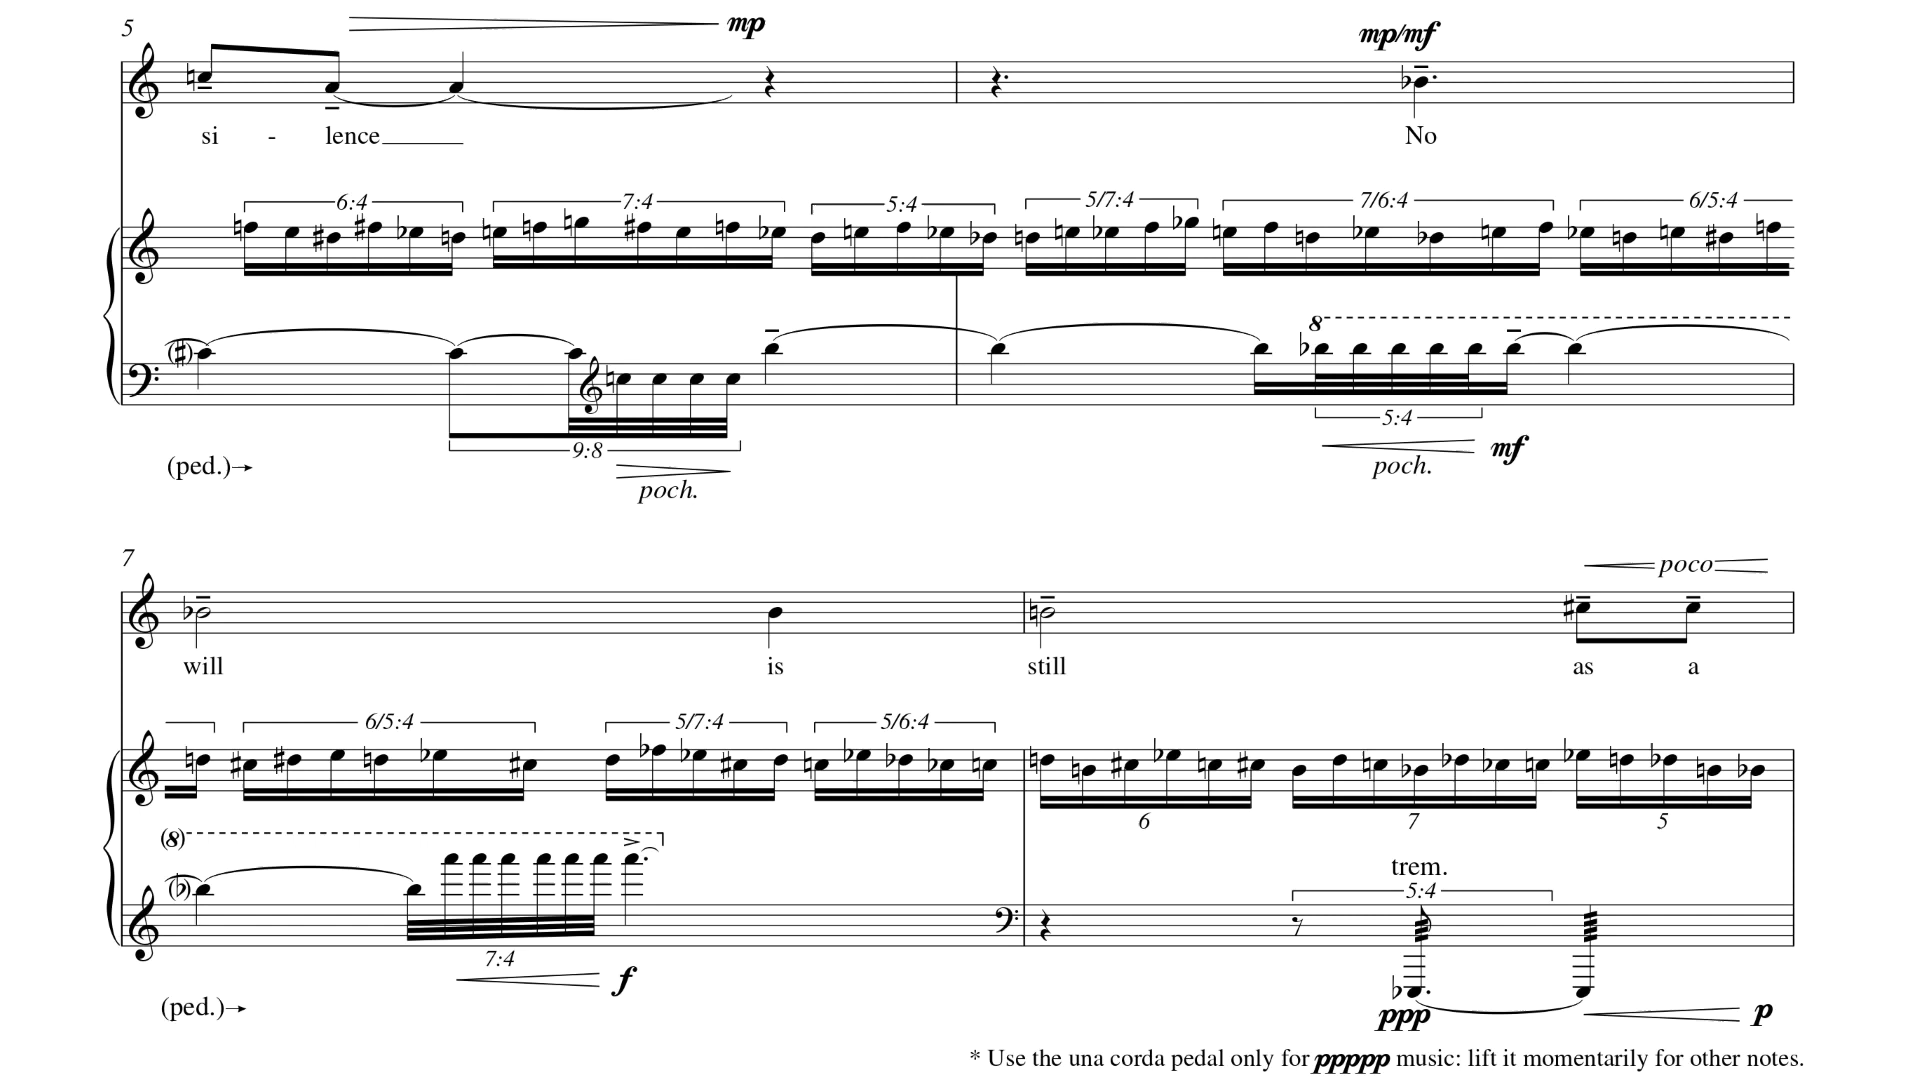 5
mp
mp/mf
si - lence
No
6:4 7:4 5:4 5/7:4 7/6:4 6/5:4
8
5:4
9:8
(ped.)
mf
poch.
poch.
7
poco
will is still as a
6/5:4 5/7:4 5/6:4
6 7 5
(8)
trem.
5:4
7:4
f
(ped.)
ppp
p
* Use the una corda pedal only for ppppp music: lift it momentarily for other notes.